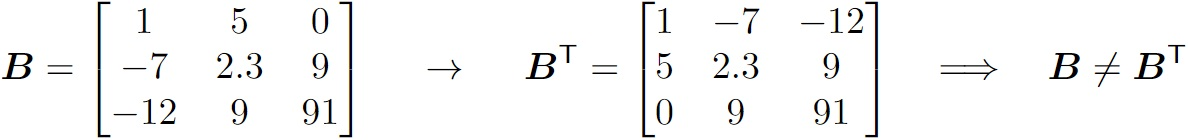 B = [1 5 0; −7 2.3 9; −12 9 91] → Bᵀ = [1 −7 −12; 5 2.3 9; 0 9 91] ⟹ B ≠ Bᵀ